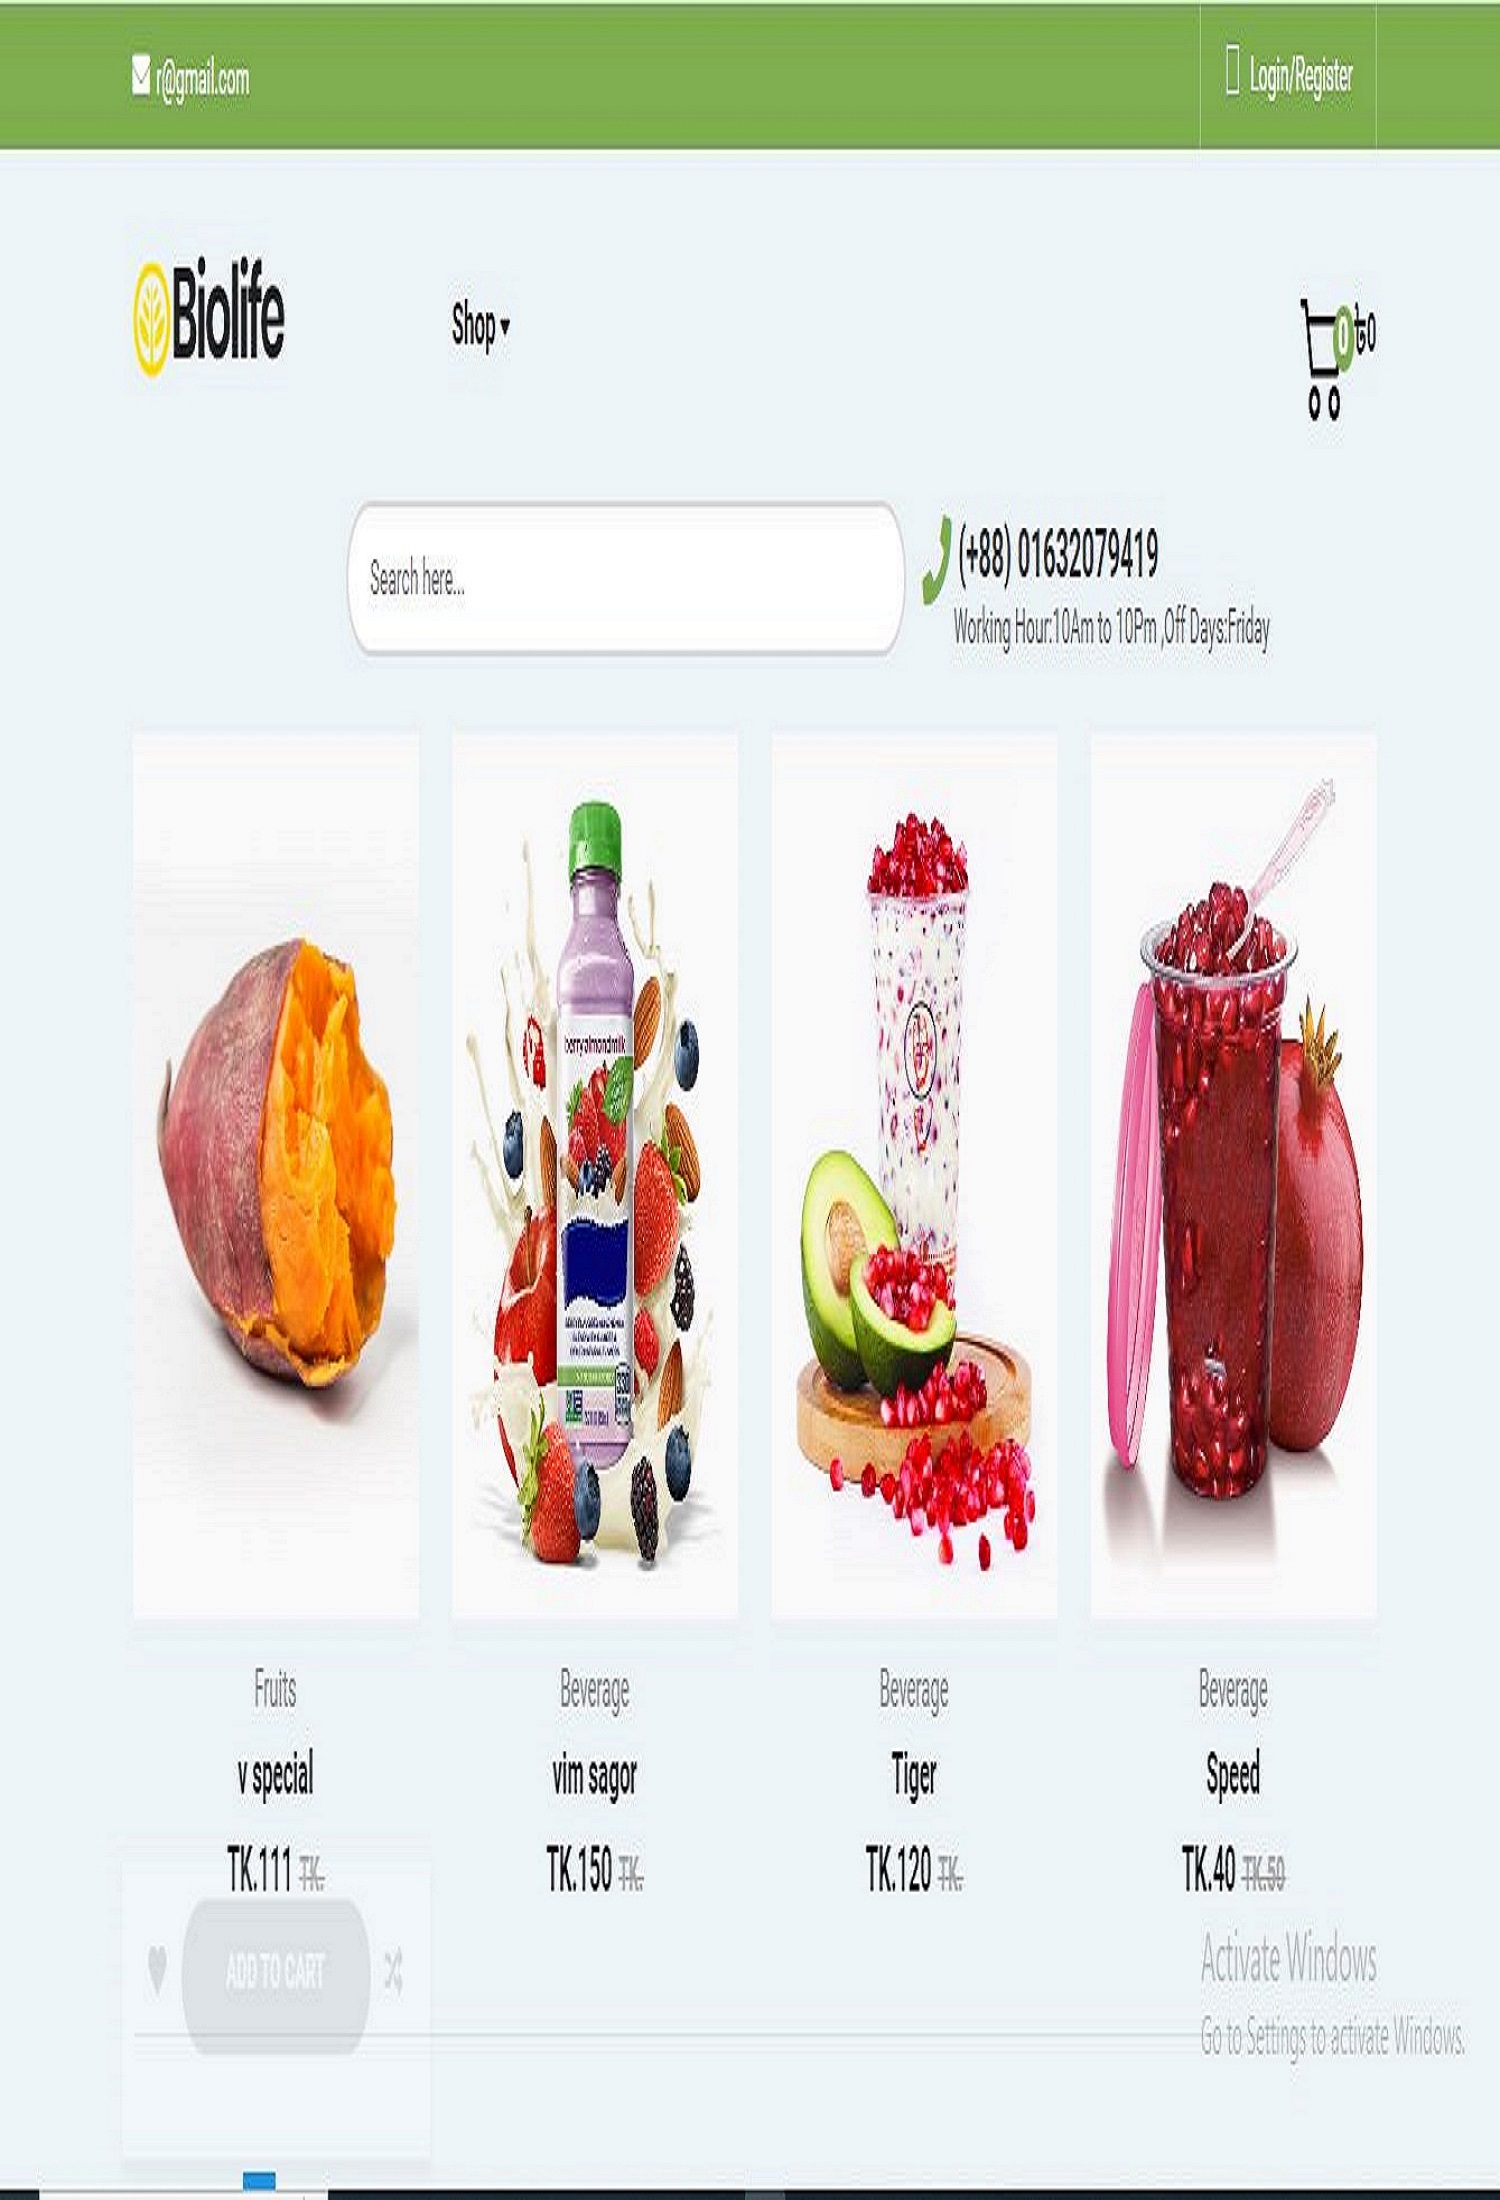 r@gmail.com
Login/Register
Biolife
Shop
0
৳0
Search here...
(+88) 01632079419
Working Hour:10Am to 10Pm ,Off Days:Friday
berryalmondmilk
Fruits
Beverage
Beverage
Beverage
v special
vim sagor
Tiger
Speed
TK.111 TK.
TK.150 TK.
TK.120 TK.
TK.40 TK.50
ADD TO CART
Activate Windows
Go to Settings to activate Windows.